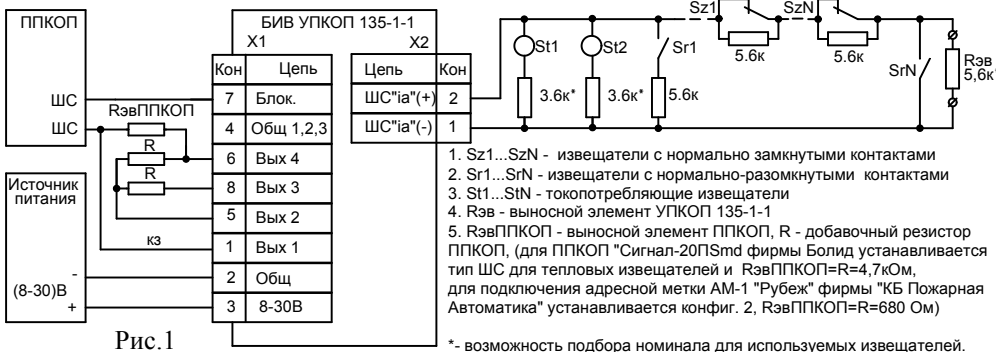 ППКОП
БИВ УПКОП 135-1-1
X1
X2
Кон
Цепь
Цепь
Кон
ШС
7
Блок.
ШС"ia"(+)
2
RэвППКОП
ШС
4
Общ 1,2,3
ШС"ia"(-)
1
R
6
Вых 4
R
8
Вых 3
Источник
питания
5
Вых 2
кз
1
Вых 1
-
2
Общ
(8-30)В
+
3
8-30В
Рис.1
Sz1
SzN
St1
St2
Sr1
5.6к
5.6к
SrN
Rэв
5,6к*
3.6к*
3.6к*
5.6к
1. Sz1...SzN - извещатели с нормально замкнутыми контактами
2. Sr1...SrN - извещатели с нормально-разомкнутыми контактами
3. St1...StN - токопотребляющие извещатели
4. Rэв - выносной элемент УПКОП 135-1-1
5. RэвППКОП - выносной элемент ППКОП, R - добавочный резистор
ППКОП, (для ППКОП "Сигнал-20ПSmd фирмы Болид устанавливается
тип ШС для тепловых извещателей и RэвППКОП=R=4,7кОм,
для подключения адресной метки АМ-1 "Рубеж" фирмы "КБ Пожарная
Автоматика" устанавливается конфиг. 2, RэвППКОП=R=680 Ом)
*- возможность подбора номинала для используемых извещателей.